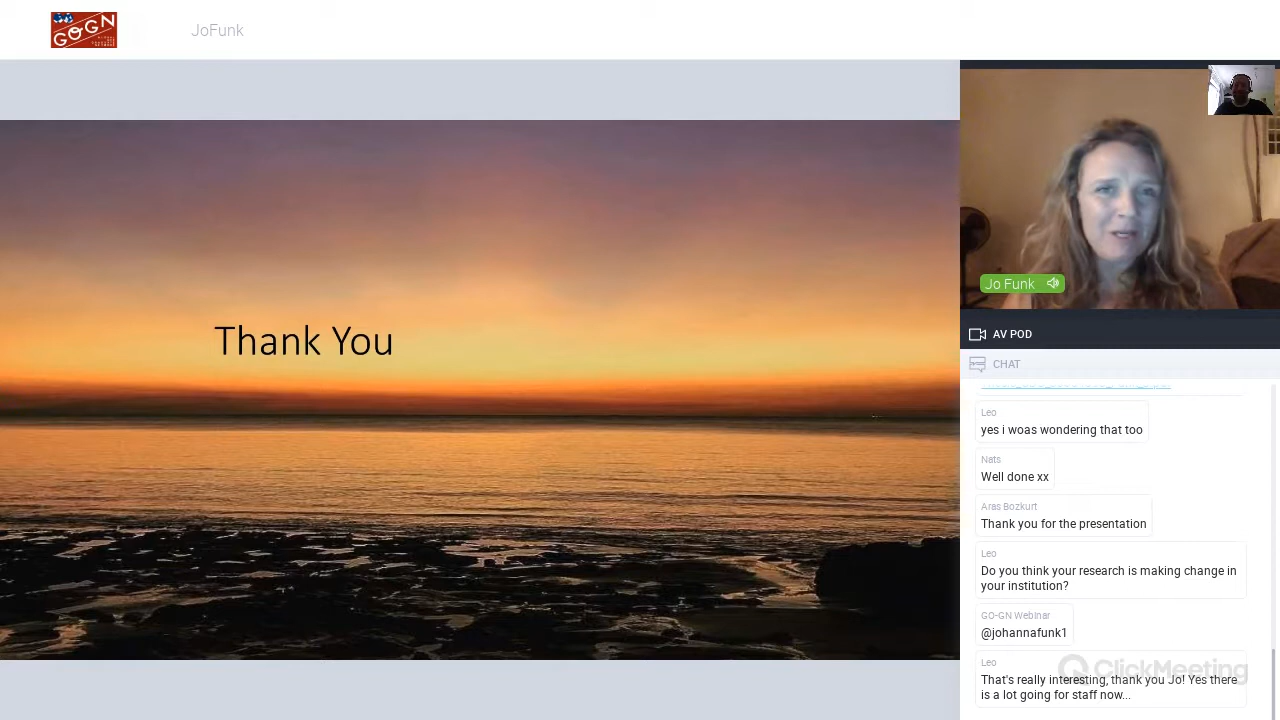 GOGN
JoFunk
Thank You
Jo Funk
AV POD
CHAT
Leo
yes i woas wondering that too
Nats
Well done xx
Aras Bozkurt
Thank you for the presentation
Leo
Do you think your research is making change in
your institution?
GO-GN Webinar
@johannafunk1
Leo
That's really interesting, thank you Jo! Yes there
is a lot going for staff now...
ClickMeeting